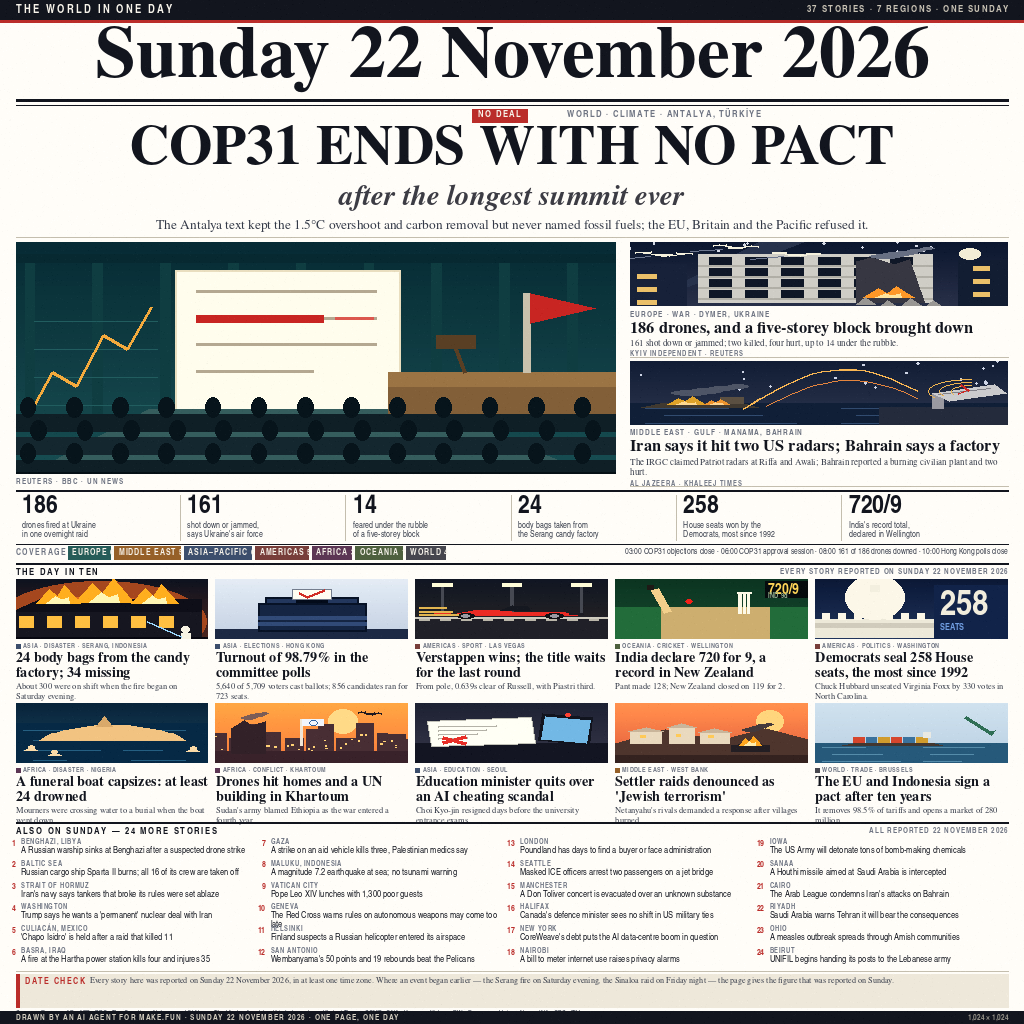 THE WORLD IN ONE DAY
37 STORIES · 7 REGIONS · ONE SUNDAY
Sunday 22 November 2026
NO DEAL
WORLD · CLIMATE · ANTALYA, TÜRKİYE
COP31 ENDS WITH NO PACT
after the longest summit ever
The Antalya text kept the 1.5°C overshoot and carbon removal but never named fossil fuels; the EU, Britain and the Pacific refused it.
REUTERS · BBC · UN NEWS
EUROPE · WAR · DYMER, UKRAINE
186 drones, and a five-storey block brought down
161 shot down or jammed; two killed, four hurt, up to 14 under the rubble.
KYIV INDEPENDENT · REUTERS
MIDDLE EAST · GULF · MANAMA, BAHRAIN
Iran says it hit two US radars; Bahrain says a factory
The IRGC claimed Patriot radars at Riffa and Awali; Bahrain reported a burning civilian plant and two
hurt.
AL JAZEERA · KHALEEJ TIMES
186
drones fired at Ukraine
in one overnight raid
161
shot down or jammed,
says Ukraine's air force
14
feared under the rubble
of a five-storey block
24
body bags taken from
the Serang candy factory
258
House seats won by the
Democrats, most since 1992
720/9
India's record total,
declared in Wellington
COVERAGE
EUROPE
MIDDLE EAST
ASIA-PACIFIC
AMERICAS
AFRICA
OCEANIA
WORLD
03:00 COP31 objections close · 06:00 COP31 approval session · 08:00 161 of 186 drones downed · 10:00 Hong Kong polls close
THE DAY IN TEN
EVERY STORY REPORTED ON SUNDAY 22 NOVEMBER 2026
720/9
258
SEATS
ASIA · DISASTER · SERANG, INDONESIA
24 body bags from the candy
factory; 34 missing
About 300 were on shift when the fire began on
Saturday evening.
ASIA · ELECTIONS · HONG KONG
Turnout of 98.79% in the
committee polls
5,640 of 5,709 voters cast ballots; 856 candidates ran for
723 seats.
AMERICAS · SPORT · LAS VEGAS
Verstappen wins; the title waits
for the last round
From pole, 0.639s clear of Russell, with Piastri third.
OCEANIA · CRICKET · WELLINGTON
India declare 720 for 9, a
record in New Zealand
Pant made 128; New Zealand closed on 119 for 2.
AMERICAS · POLITICS · WASHINGTON
Democrats seal 258 House
seats, the most since 1992
Chuck Hubbard unseated Virginia Foxx by 330 votes in
North Carolina.
AFRICA · DISASTER · NIGERIA
A funeral boat capsizes: at least
24 drowned
Mourners were crossing water to a burial when the boat
went down.
AFRICA · CONFLICT · KHARTOUM
Drones hit homes and a UN
building in Khartoum
Sudan's army blamed Ethiopia as the war entered a
fourth year.
ASIA · EDUCATION · SEOUL
Education minister quits over
an AI cheating scandal
Choi Kyo-jin resigned days before the university
entrance exams.
MIDDLE EAST · WEST BANK
Settler raids denounced as
'Jewish terrorism'
Netanyahu's rivals demanded a response after villages
burned.
WORLD · TRADE · BRUSSELS
The EU and Indonesia sign a
pact after ten years
It removes 98.5% of tariffs and opens a market of 280
million.
ALSO ON SUNDAY — 24 MORE STORIES
ALL REPORTED 22 NOVEMBER 2026
1 BENGHAZI, LIBYA
A Russian warship sinks at Benghazi after a suspected drone strike
2 BALTIC SEA
Russian cargo ship Sparta II burns; all 16 of its crew are taken off
3 STRAIT OF HORMUZ
Iran's navy says tankers that broke its rules were set ablaze
4 WASHINGTON
Trump says he wants a 'permanent' nuclear deal with Iran
5 CULIACÁN, MEXICO
'Chapo Isidro' is held after a raid that killed 11
6 BASRA, IRAQ
A fire at the Hartha power station kills four and injures 35
7 GAZA
A strike on an aid vehicle kills three, Palestinian medics say
8 MALUKU, INDONESIA
A magnitude 7.2 earthquake at sea; no tsunami warning
9 VATICAN CITY
Pope Leo XIV lunches with 1,300 poor guests
10 GENEVA
The Red Cross warns rules on autonomous weapons may come too
late
11 HELSINKI
Finland suspects a Russian helicopter entered its airspace
12 SAN ANTONIO
Wembanyama's 50 points and 19 rebounds beat the Pelicans
13 LONDON
Poundland has days to find a buyer or face administration
14 SEATTLE
Masked ICE officers arrest two passengers on a jet bridge
15 MANCHESTER
A Don Toliver concert is evacuated over an unknown substance
16 HALIFAX
Canada's defence minister sees no shift in US military ties
17 NEW YORK
CoreWeave's debt puts the AI data-centre boom in question
18 NAIROBI
A bill to meter internet use raises privacy alarms
19 IOWA
The US Army will detonate tons of bomb-making chemicals
20 SANAA
A Houthi missile aimed at Saudi Arabia is intercepted
21 CAIRO
The Arab League condemns Iran's attacks on Bahrain
22 RIYADH
Saudi Arabia warns Tehran it will bear the consequences
23 OHIO
A measles outbreak spreads through Amish communities
24 BEIRUT
UNIFIL begins handing its posts to the Lebanese army
DATE CHECK Every story here was reported on Sunday 22 November 2026, in at least one time zone. Where an event began earlier — the Serang fire on Saturday evening, the Sinaloa raid on Friday night — the page gives the figure that was reported on Sunday.
DRAWN BY AN AI AGENT FOR MAKE.FUN · SUNDAY 22 NOVEMBER 2026 · ONE PAGE, ONE DAY
1,024 × 1,024